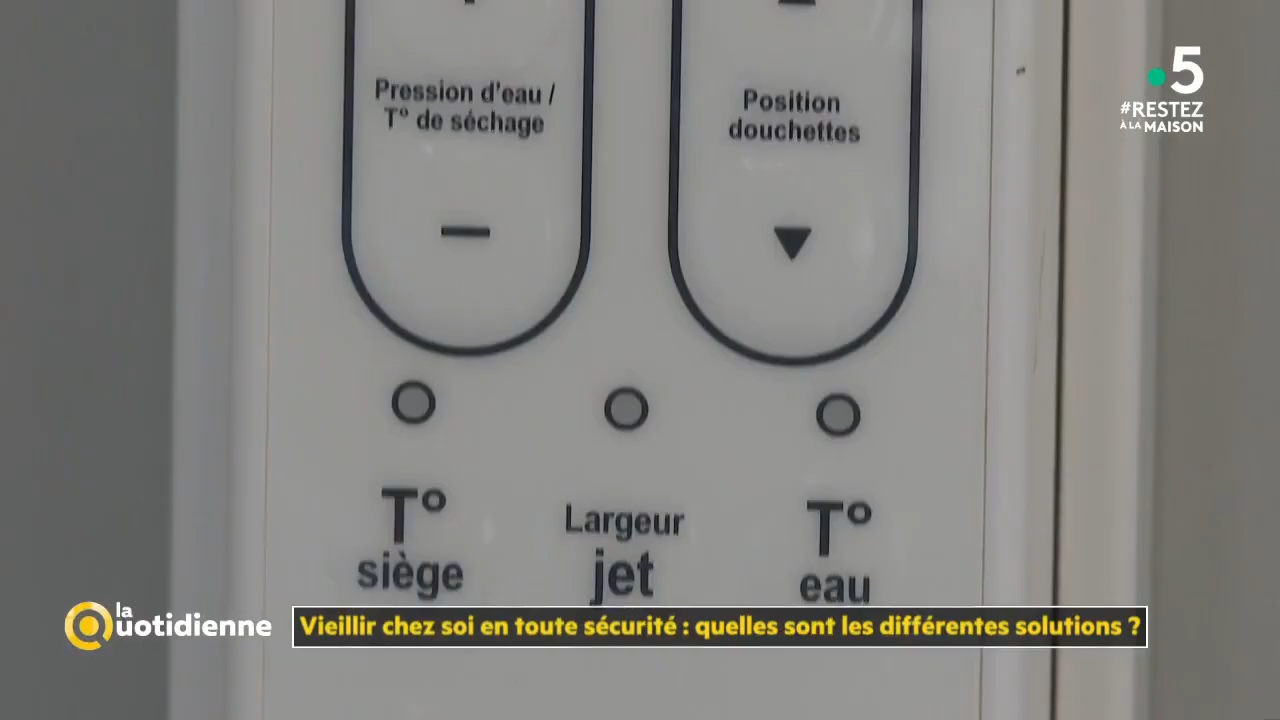 Pression d'eau /
T° de séchage
Position
douchettes
5
#RESTEZ
À LA MAISON
T°
siège
Largeur
jet
T°
eau
la
Quotidienne
Vieillir chez soi en toute sécurité : quelles sont les différentes solutions ?